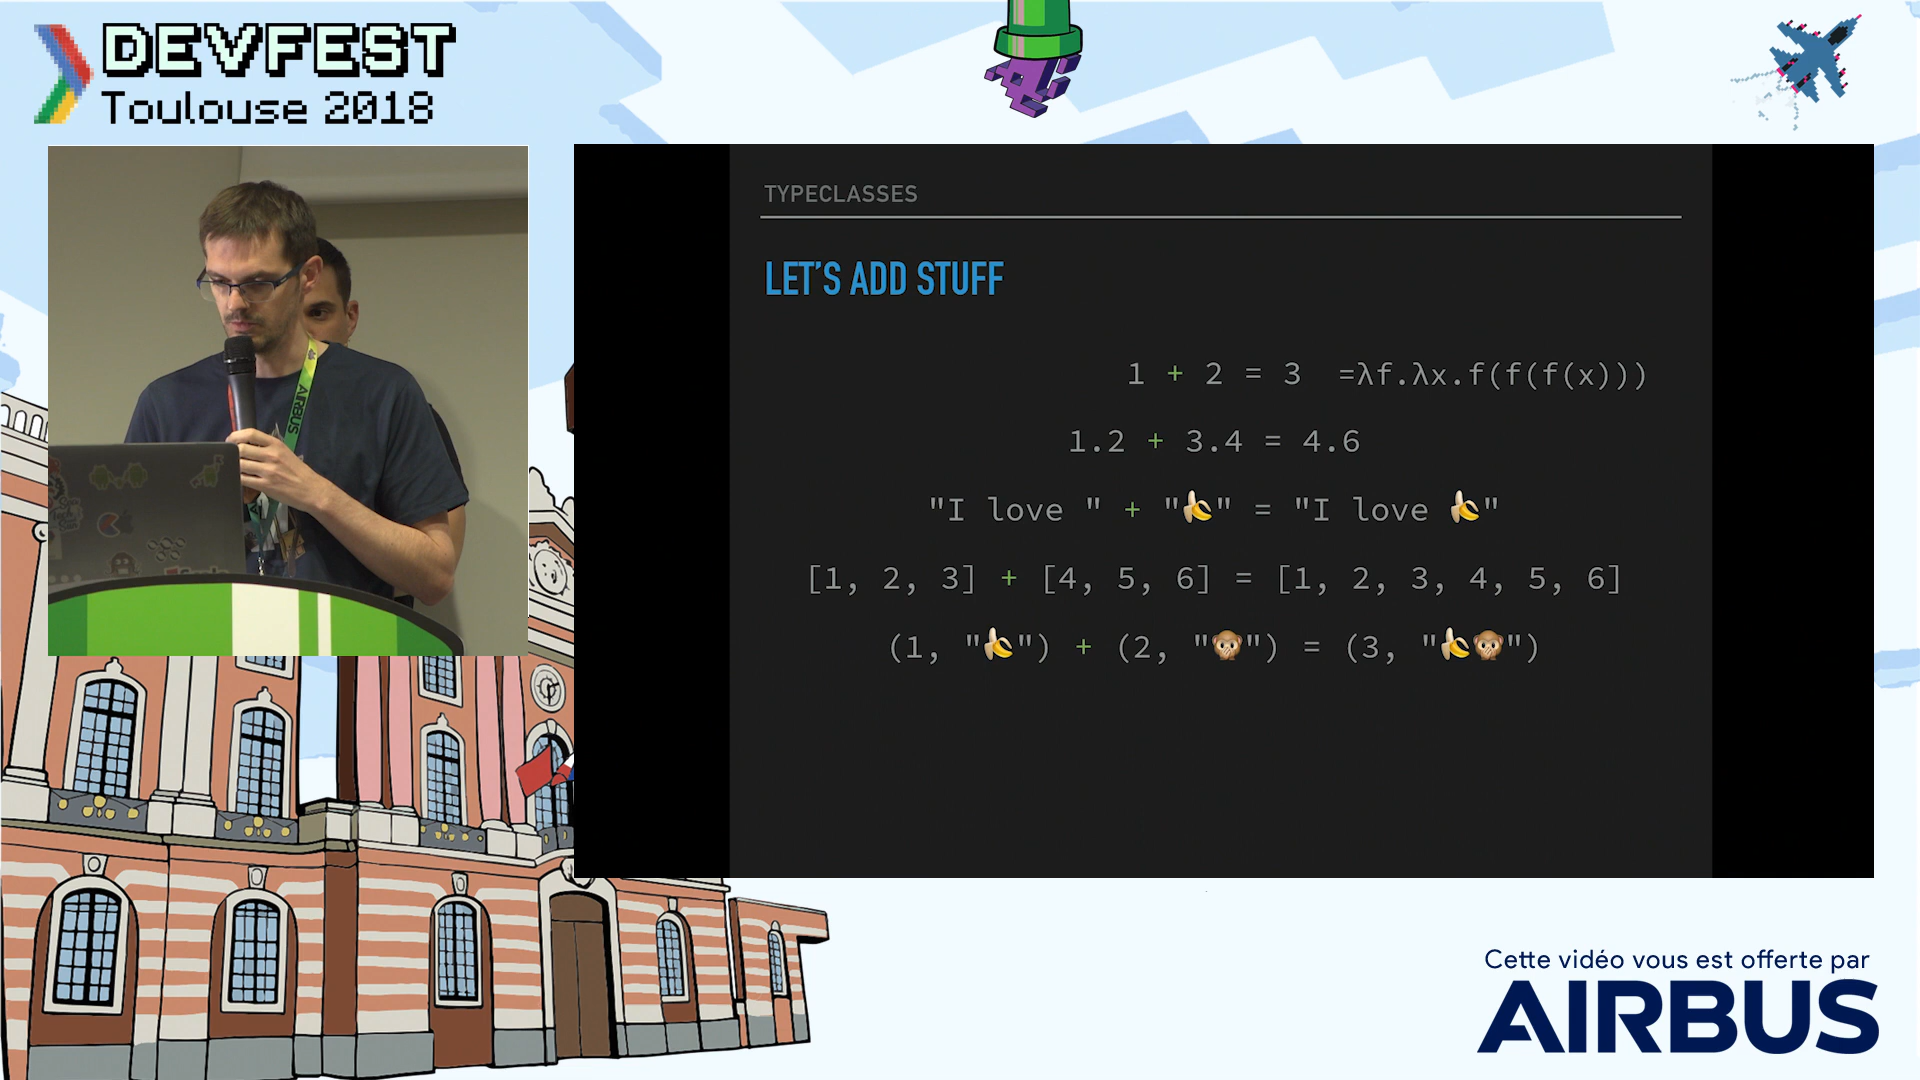 DEVFEST
Toulouse 2018
AIRBUS
TYPECLASSES
LET'S ADD STUFF
1 + 2 = 3 =λf.λx.f(f(f(x)))
1.2 + 3.4 = 4.6
"I love " + "🍌" = "I love 🍌"
[1, 2, 3] + [4, 5, 6] = [1, 2, 3, 4, 5, 6]
(1, "🍌") + (2, "🙊") = (3, "🍌🙊")
Cette vidéo vous est offerte par
AIRBUS